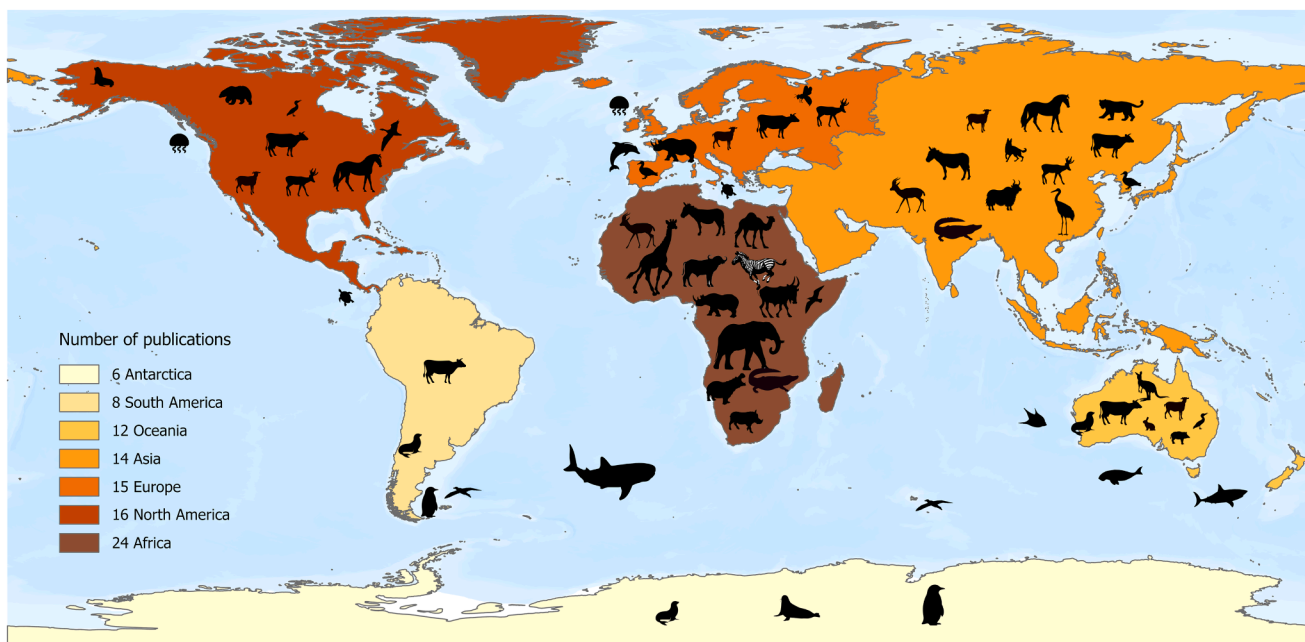 Number of publications
6 Antarctica
8 South America
12 Oceania
14 Asia
15 Europe
16 North America
24 Africa